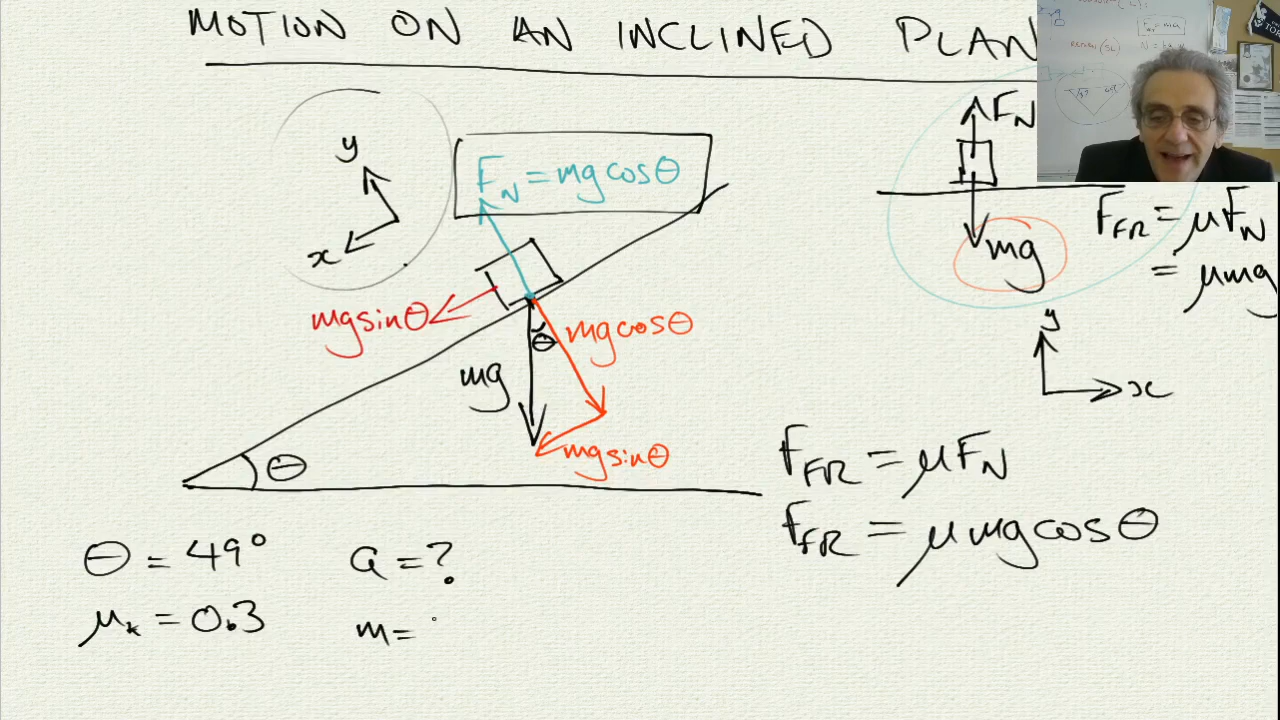 MOTION ON AN INCLINED PLAN
y
x
F_N = mg cos θ
mg sin θ
θ
mg cos θ
mg
mg sin θ
θ
F_N
mg
F_FR = μF_N
= μmg
y
x
F_FR = μF_N
F_FR = μmg cos θ
θ = 49°
a = ?
μ_k = 0.3
m =